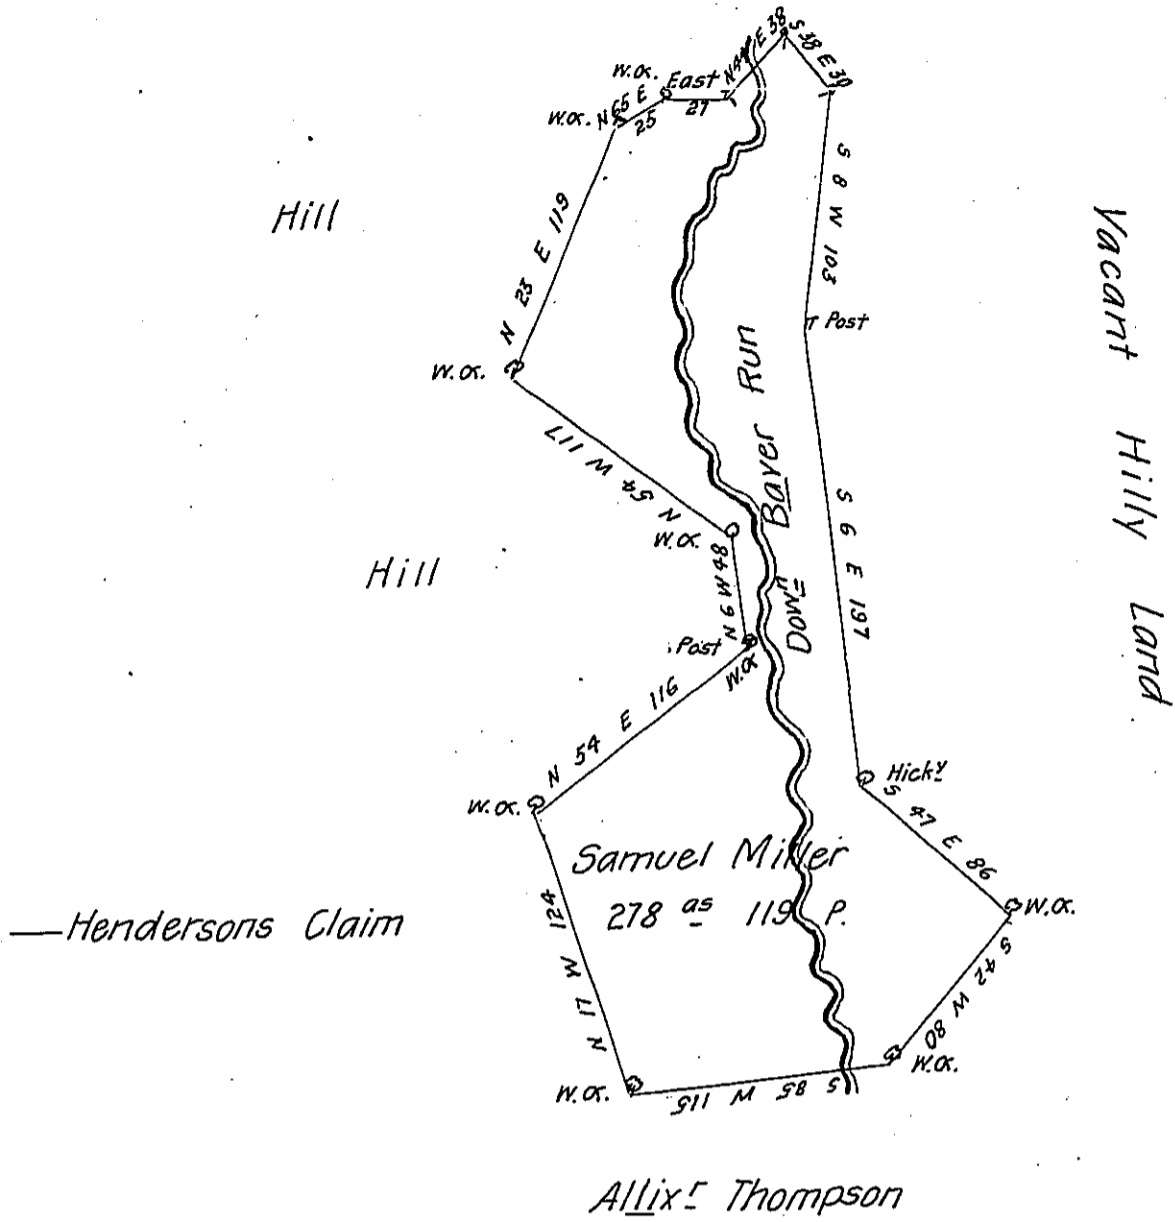 N 44 E 38
S 38 E 30
W.O.
East
27
W.O.
N 65 E
25
S 8 W 103
Hill
N 23 E 119
W.O.
Post
Vacant Hilly Land
Baver Run
Down
N 54 W 117
W.O.
S 6 E 197
Hill
N 6 W 48
Post
W.O
N 54 E 116
W.O.
Hicky
S 47 E 86
Samuel Miller
278 as 119 P.
W.O.
Hendersons Claim
N 17 W 124
S 42 W 80
W.O.
W.O.
S 85 W 115
Allixr Thompson